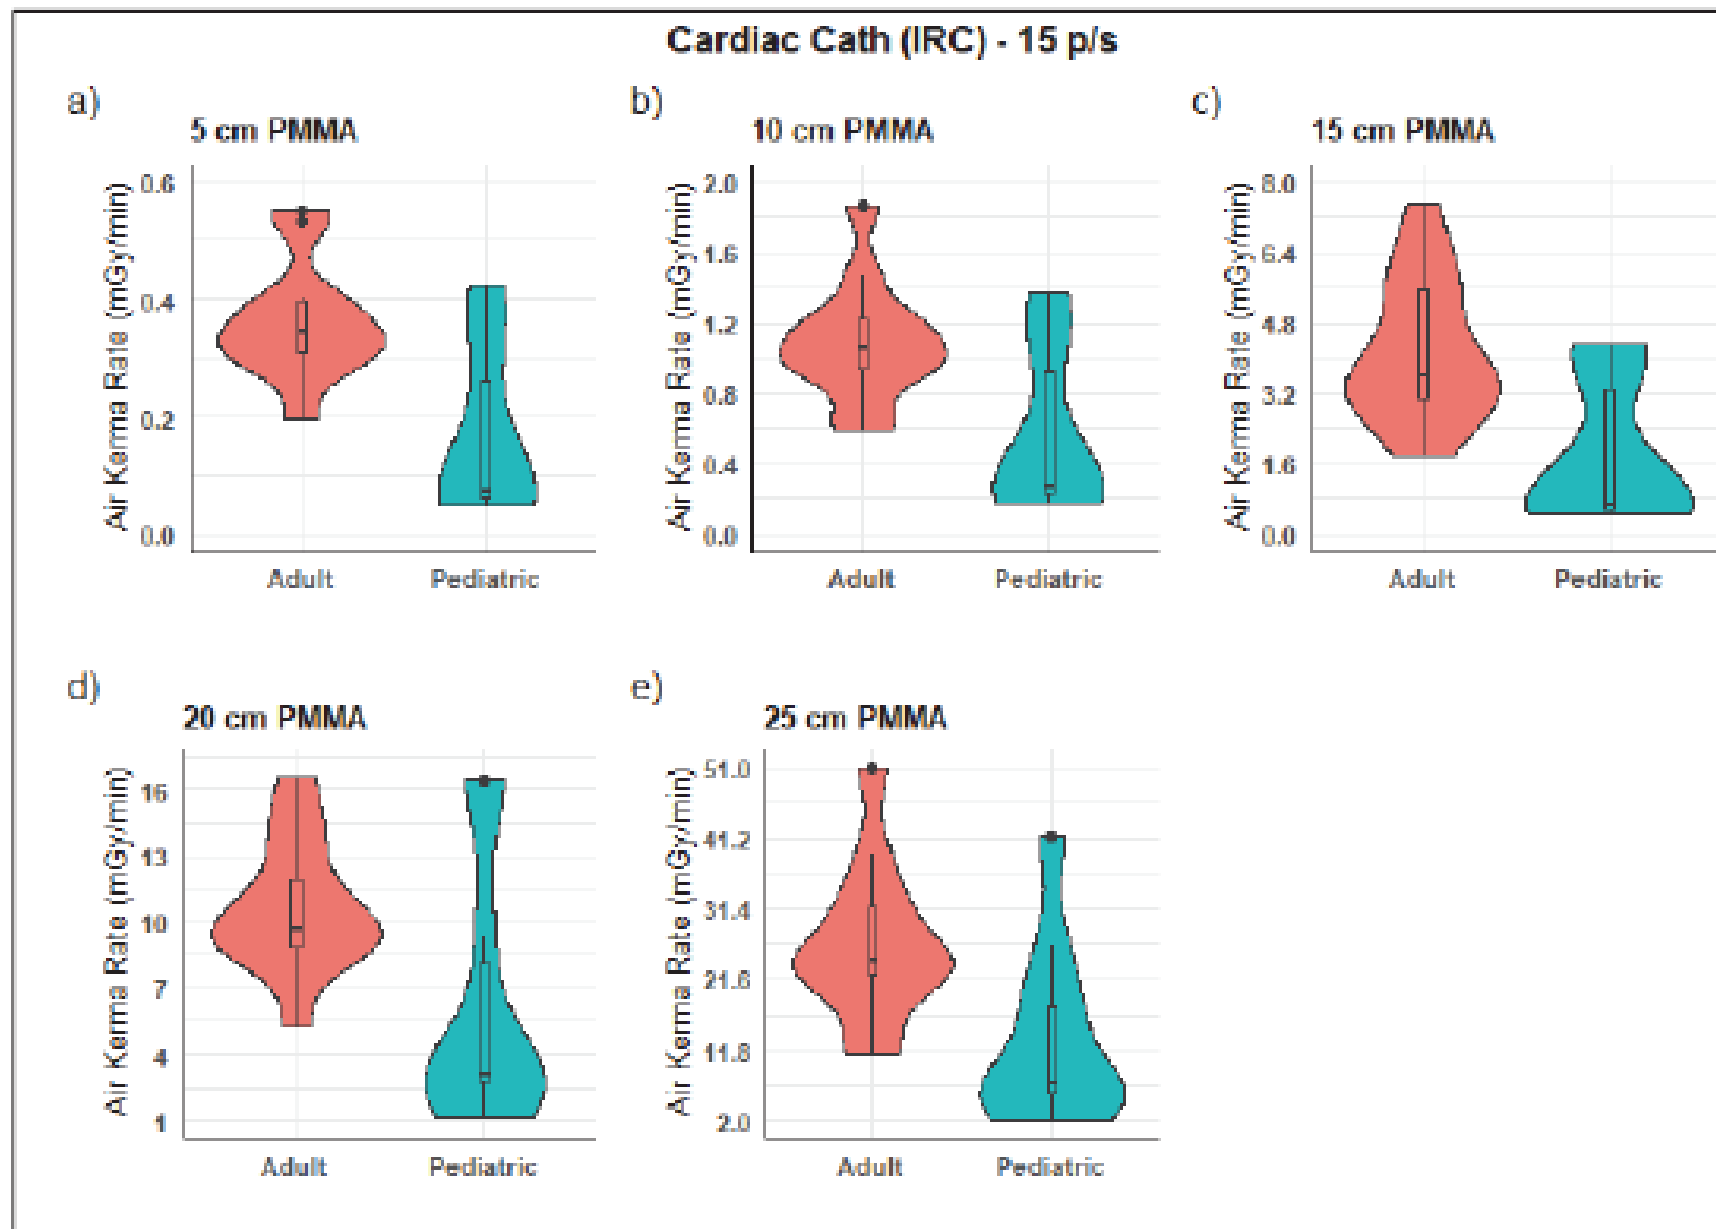 Cardiac Cath (IRC) - 15 p/s
a)
5 cm PMMA
Air Kerma Rate (mGy/min)
0.6
0.4
0.2
0.0
Adult Pediatric
b)
10 cm PMMA
Air Kerma Rate (mGy/min)
2.0
1.6
1.2
0.8
0.4
0.0
Adult Pediatric
c)
15 cm PMMA
Air Kerma Rate (mGy/min)
8.0
6.4
4.8
3.2
1.6
0.0
Adult Pediatric
d)
20 cm PMMA
Air Kerma Rate (mGy/min)
16
13
10
7
4
1
Adult Pediatric
e)
25 cm PMMA
Air Kerma Rate (mGy/min)
51.0
41.2
31.4
21.6
11.8
2.0
Adult Pediatric